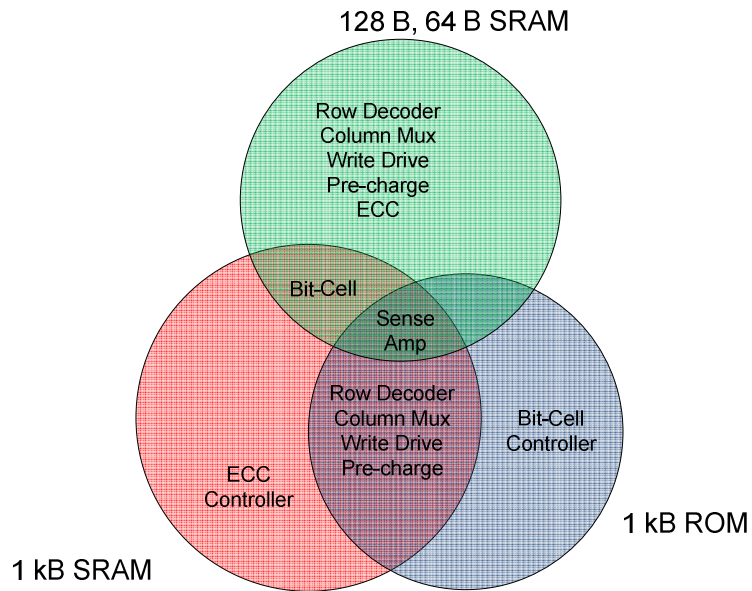 128 B, 64 B SRAM
Row Decoder
Column Mux
Write Drive
Pre-charge
ECC
Bit-Cell
Sense
Amp
Row Decoder
Column Mux
Write Drive
Pre-charge
Bit-Cell
Controller
ECC
Controller
1 kB ROM
1 kB SRAM